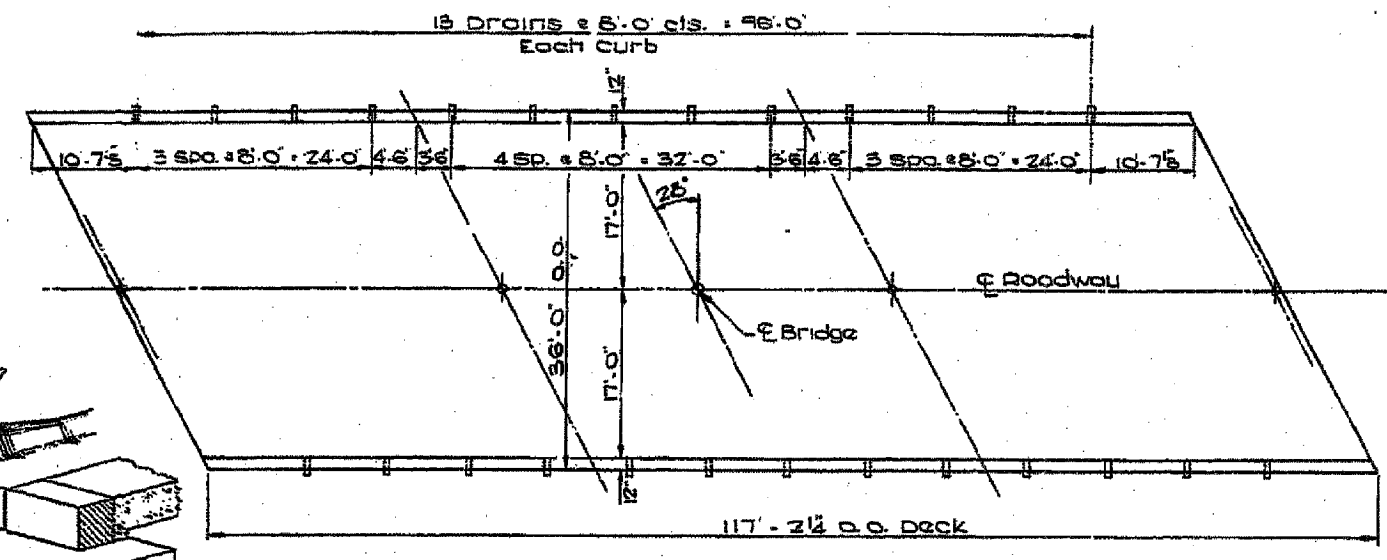 13 Drains @ 8'-0" cts. = 96'-0"
Each Curb
12"
10'-7⅛ 3 Spa. @ 8'-0" = 24'-0" 4'-6" 3'-6" 4 Sp. @ 8'-0" = 32'-0" 3'-6" 4'-6" 3 Spa. @ 8'-0" = 24'-0" 10'-7⅛
28°
17'-0"
36'-0" O.O.
℄ Roadway
℄ Bridge
17'-0"
12"
117'-2¼ O.O. Deck